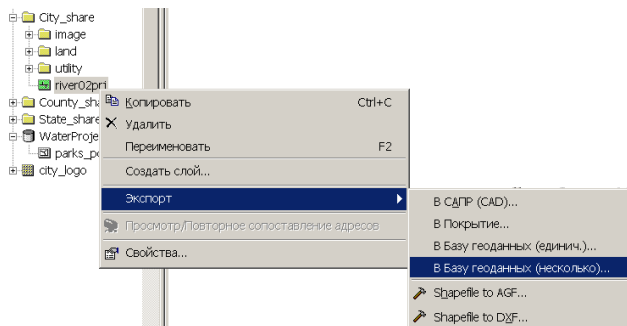 City_share
image
land
utility
river02prj
County_sha
State_share
WaterProje
parks_po
city_logo
Копировать Ctrl+C
Удалить
Переименовать F2
Создать слой...
Экспорт
Просмотр/Повторное сопоставление адресов
Свойства...
В САПР (CAD)...
В Покрытие...
В Базу геоданных (единич.)...
В Базу геоданных (несколько)...
Shapefile to AGF...
Shapefile to DXF...